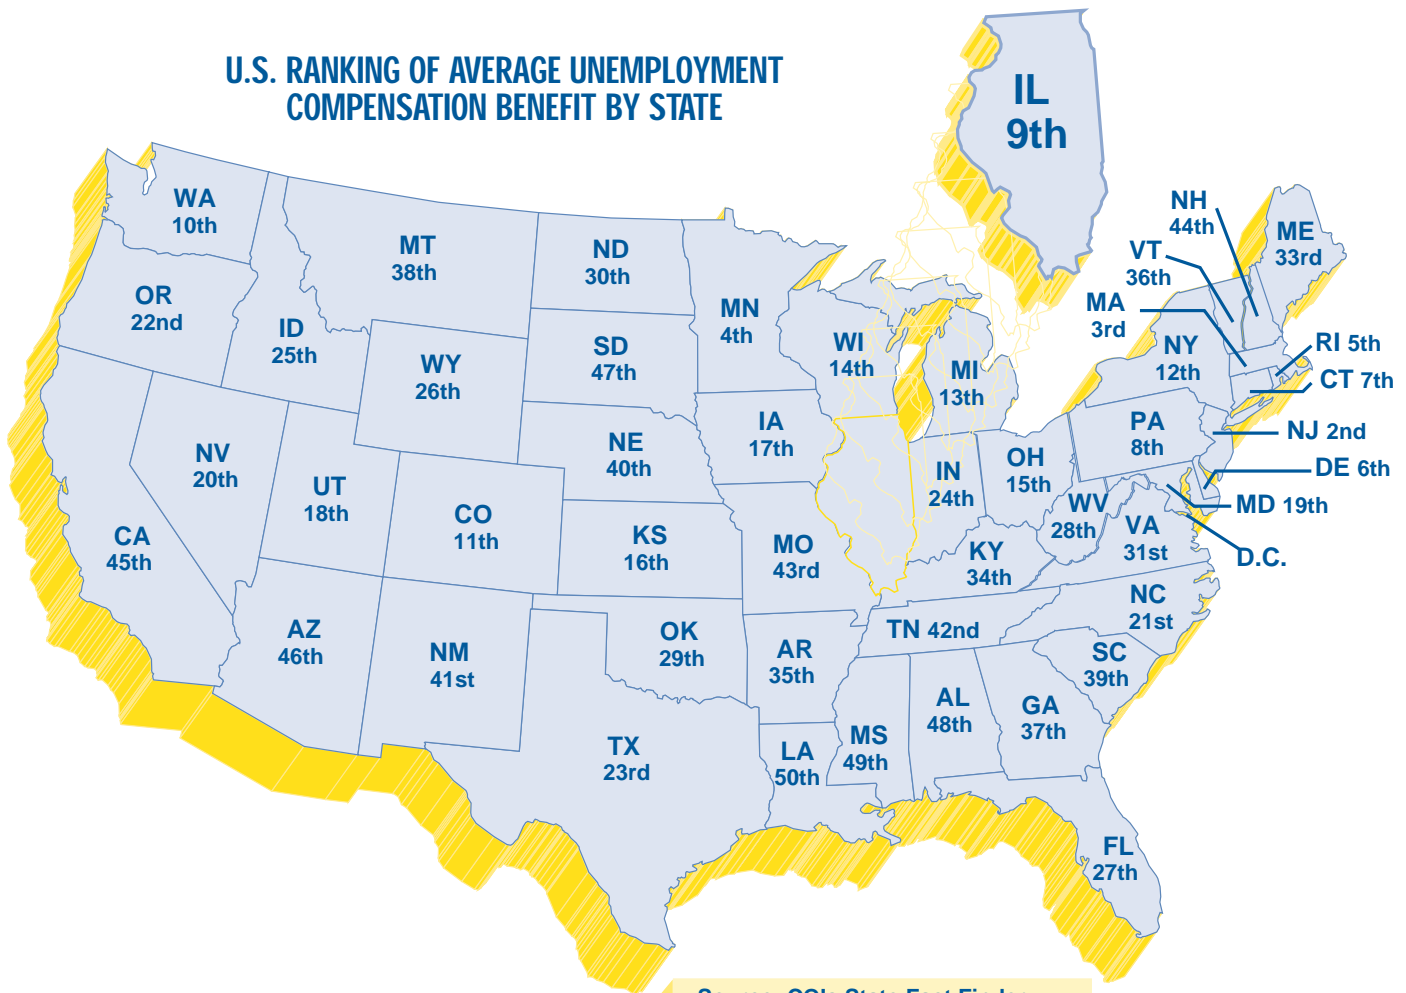 U.S. RANKING OF AVERAGE UNEMPLOYMENT
COMPENSATION BENEFIT BY STATE
IL
9th
WA
10th
OR
22nd
ID
25th
MT
38th
ND
30th
MN
4th
SD
47th
WY
26th
WI
14th
MI
13th
NH
44th
VT
36th
ME
33rd
MA
3rd
NY
12th
RI 5th
CT 7th
PA
8th
NJ 2nd
DE 6th
MD 19th
D.C.
NV
20th
UT
18th
CA
45th
CO
11th
NE
40th
IA
17th
KS
16th
MO
43rd
IN
24th
OH
15th
WV
28th
VA
31st
KY
34th
NC
21st
TN 42nd
SC
39th
AZ
46th
NM
41st
OK
29th
AR
35th
TX
23rd
LA
50th
MS
49th
AL
48th
GA
37th
FL
27th
Source: CQ's State Fact Finder